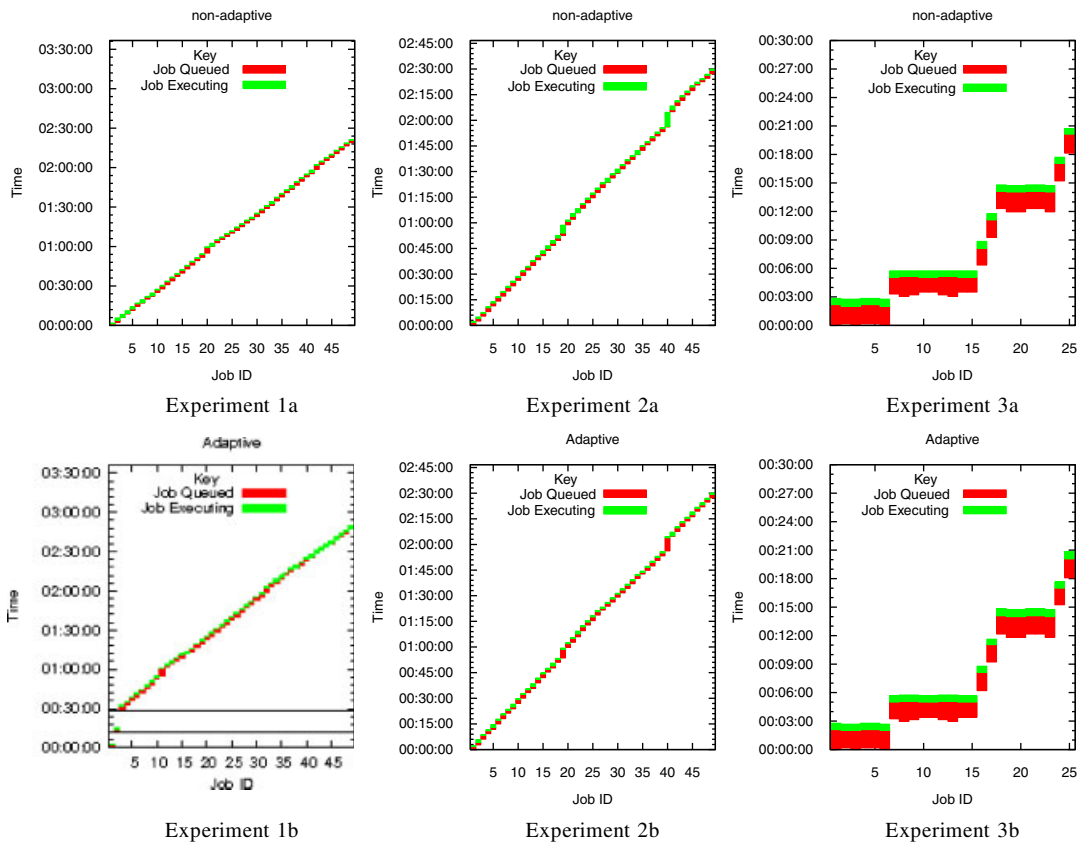 non-adaptive
03:30:00
03:00:00
02:30:00
02:00:00
01:30:00
01:00:00
00:30:00
00:00:00
Time
Key
Job Queued
Job Executing
5 10 15 20 25 30 35 40 45
Job ID
Experiment 1a
non-adaptive
02:45:00
02:30:00
02:15:00
02:00:00
01:45:00
01:30:00
01:15:00
01:00:00
00:45:00
00:30:00
00:15:00
00:00:00
Time
Key
Job Queued
Job Executing
5 10 15 20 25 30 35 40 45
Job ID
Experiment 2a
non-adaptive
00:30:00
00:27:00
00:24:00
00:21:00
00:18:00
00:15:00
00:12:00
00:09:00
00:06:00
00:03:00
00:00:00
Time
Key
Job Queued
Job Executing
5 10 15 20 25
Job ID
Experiment 3a
Adaptive
03:30:00
03:00:00
02:30:00
02:00:00
01:30:00
01:00:00
00:30:00
00:00:00
Time
Key
Job Queued
Job Executing
5 10 15 20 25 30 35 40 45
Job ID
Experiment 1b
Adaptive
02:45:00
02:30:00
02:15:00
02:00:00
01:45:00
01:30:00
01:15:00
01:00:00
00:45:00
00:30:00
00:15:00
00:00:00
Time
Key
Job Queued
Job Executing
5 10 15 20 25 30 35 40 45
Job ID
Experiment 2b
Adaptive
00:30:00
00:27:00
00:24:00
00:21:00
00:18:00
00:15:00
00:12:00
00:09:00
00:06:00
00:03:00
00:00:00
Time
Key
Job Queued
Job Executing
5 10 15 20 25
Job ID
Experiment 3b